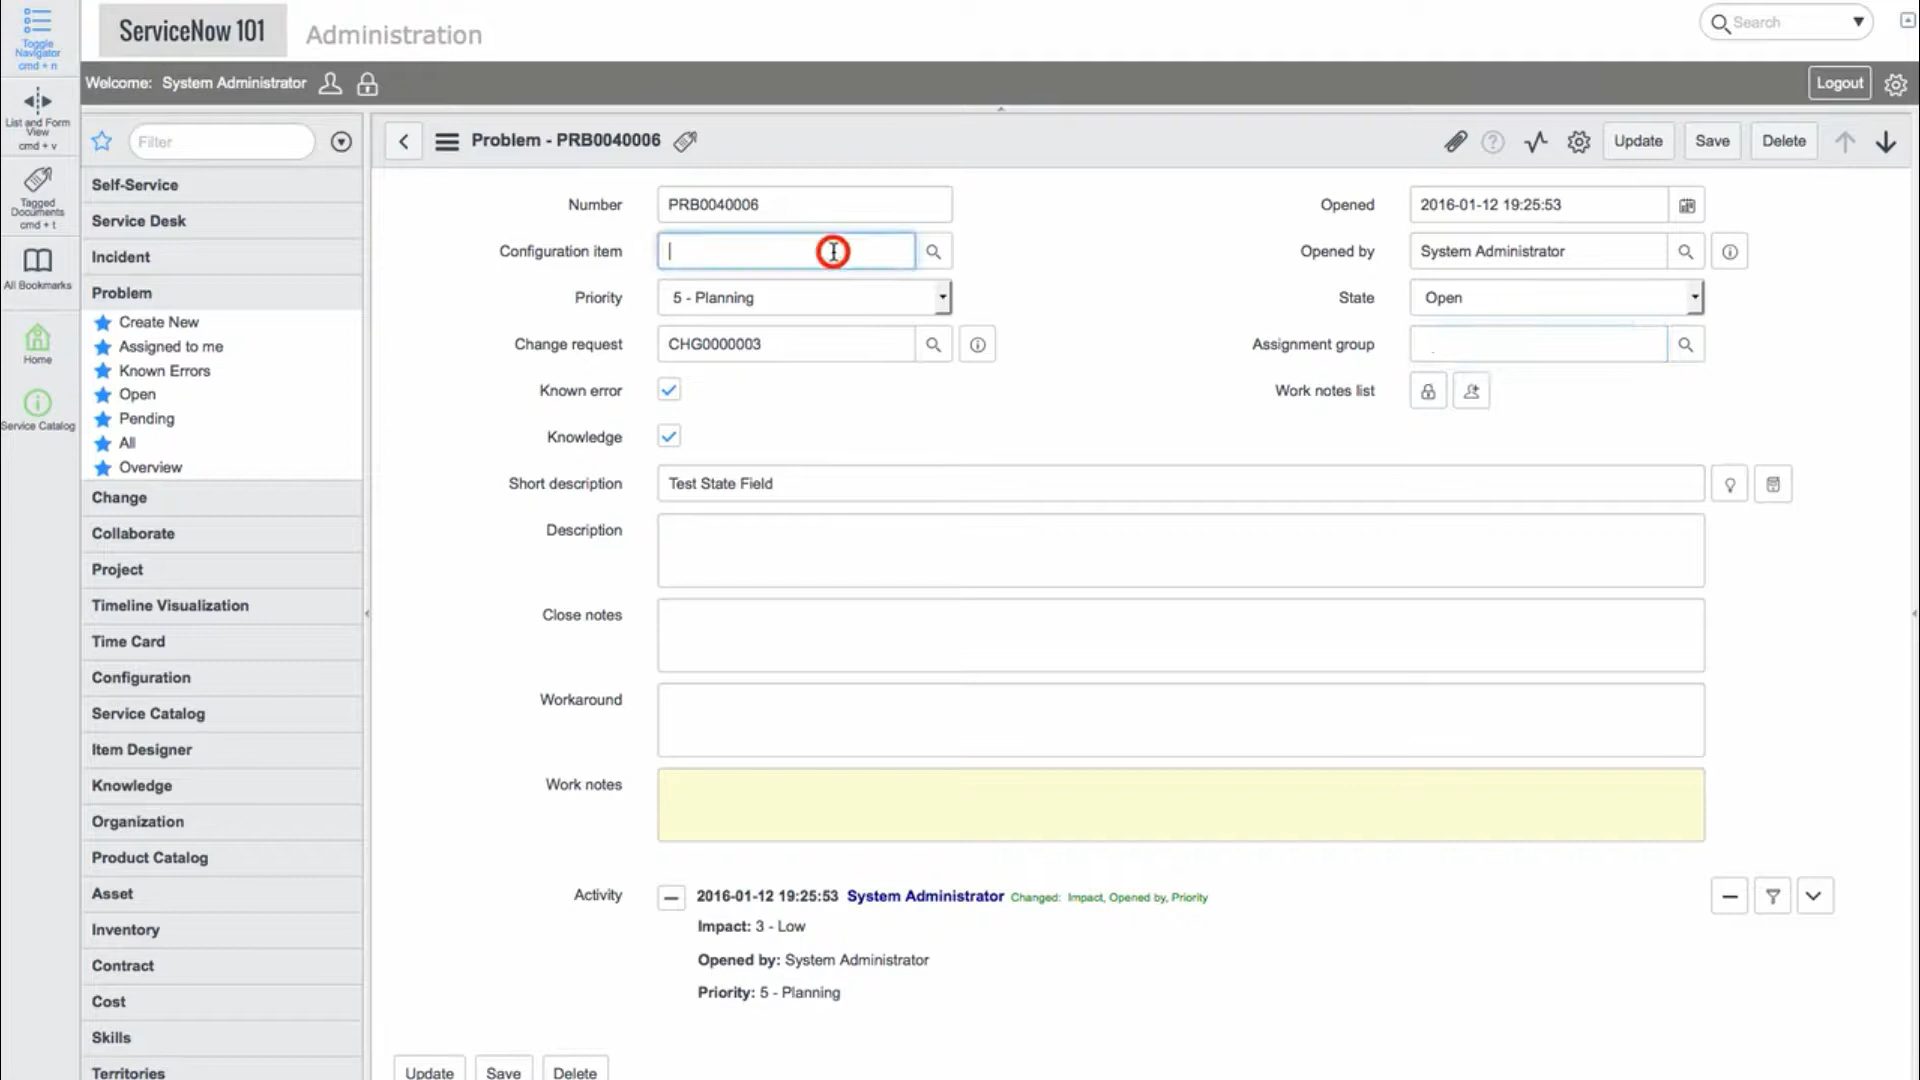 ServiceNow 101 Administration
Search
Toggle
Navigator
cmd + n
Welcome: System Administrator
Logout
List and Form
View
cmd + v
Filter
Problem - PRB0040006
Update Save Delete
Tagged
Documents
cmd + t
All Bookmarks
Home
Service Catalog
Self-Service
Service Desk
Incident
Problem
Create New
Assigned to me
Known Errors
Open
Pending
All
Overview
Change
Collaborate
Project
Timeline Visualization
Time Card
Configuration
Service Catalog
Item Designer
Knowledge
Organization
Product Catalog
Asset
Inventory
Contract
Cost
Skills
Territories
Number PRB0040006
Opened 2016-01-12 19:25:53
Configuration item
Opened by System Administrator
Priority 5 - Planning
State Open
Change request CHG0000003
Assignment group
Known error
Work notes list
Knowledge
Short description Test State Field
Description
Close notes
Workaround
Work notes
Activity 2016-01-12 19:25:53 System Administrator Changed: Impact, Opened by, Priority
Impact: 3 - Low
Opened by: System Administrator
Priority: 5 - Planning
Update Save Delete